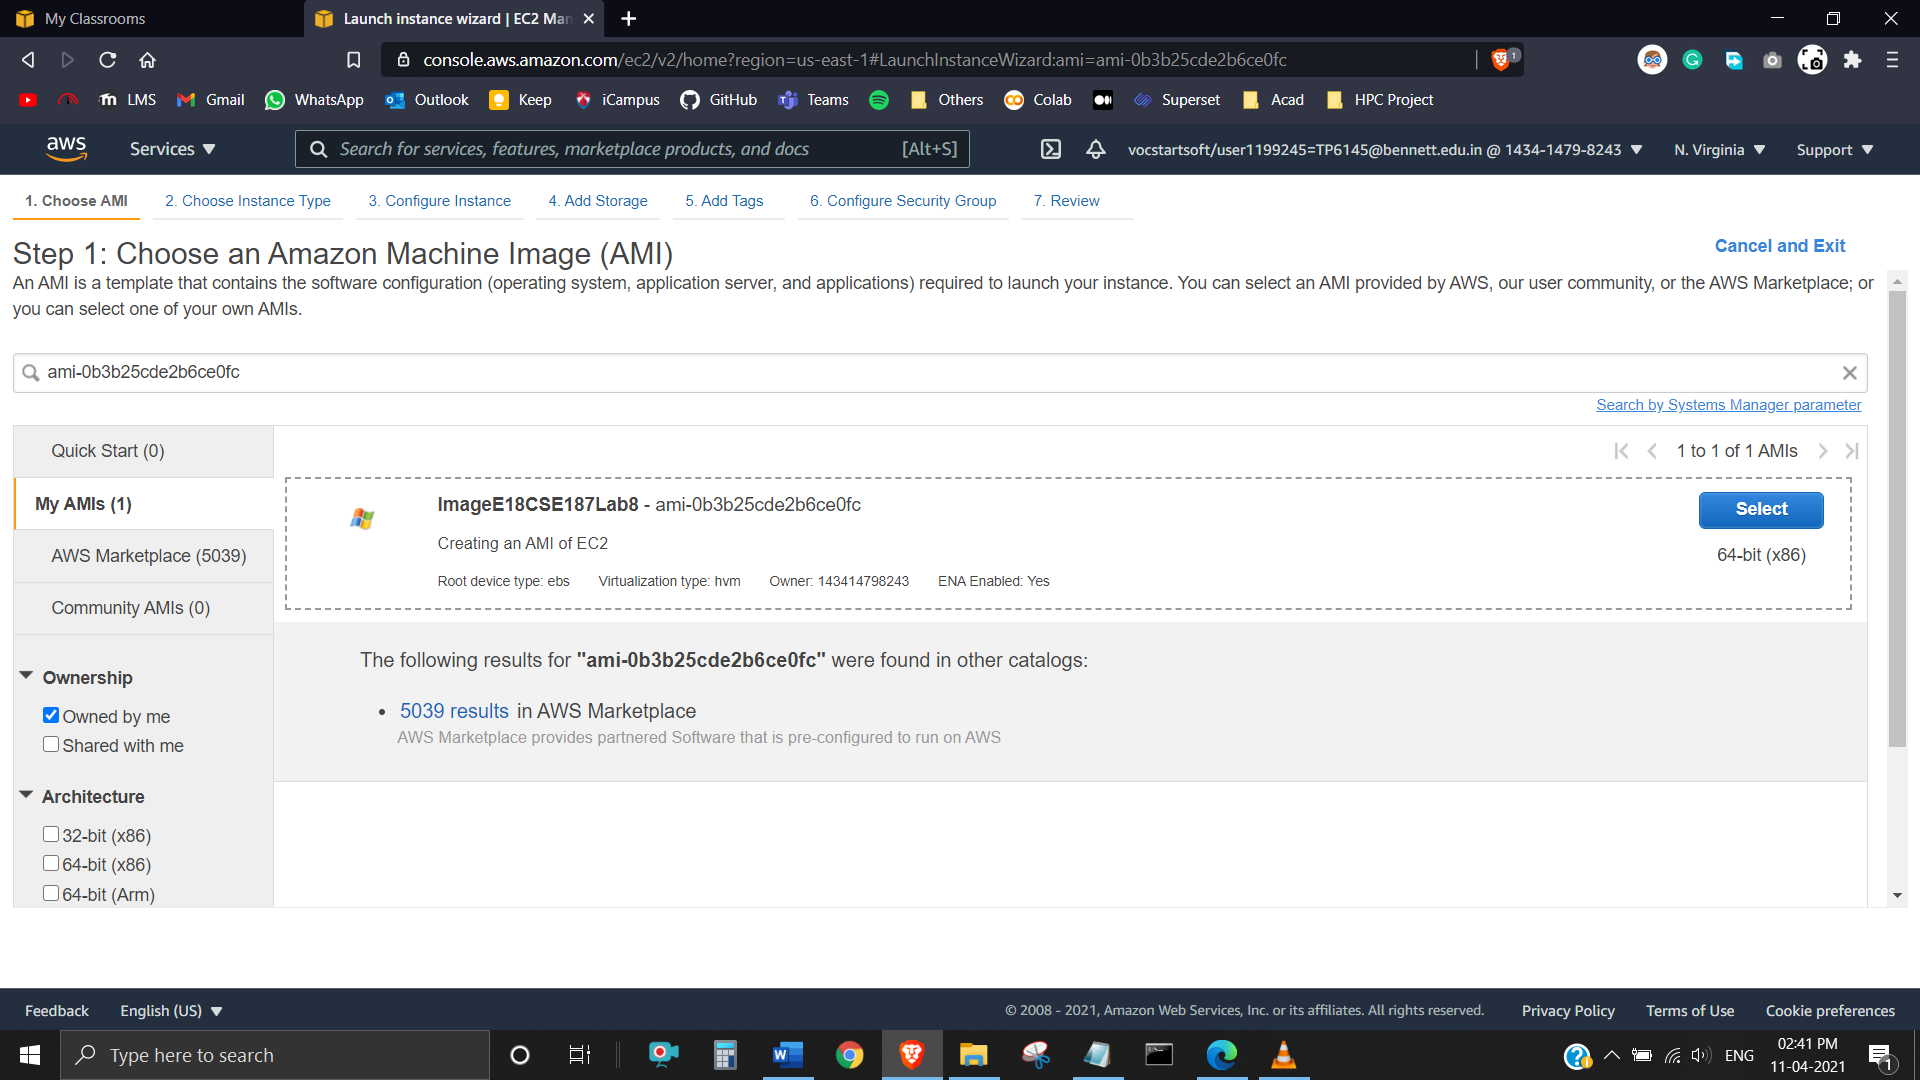 My Classrooms
Launch instance wizard | EC2 Man
console.aws.amazon.com/ec2/v2/home?region=us-east-1#LaunchInstanceWizard:ami=ami-0b3b25cde2b6ce0fc
1
LMS Gmail WhatsApp Outlook Keep iCampus GitHub Teams Others Colab Superset Acad HPC Project
aws Services Search for services, features, marketplace products, and docs [Alt+S] vocstartsoft/user1199245=TP6145@bennett.edu.in @ 1434-1479-8243 N. Virginia Support
1. Choose AMI 2. Choose Instance Type 3. Configure Instance 4. Add Storage 5. Add Tags 6. Configure Security Group 7. Review
Step 1: Choose an Amazon Machine Image (AMI)
Cancel and Exit
An AMI is a template that contains the software configuration (operating system, application server, and applications) required to launch your instance. You can select an AMI provided by AWS, our user community, or the AWS Marketplace; or
you can select one of your own AMIs.
ami-0b3b25cde2b6ce0fc
Search by Systems Manager parameter
Quick Start (0)
1 to 1 of 1 AMIs
My AMIs (1)
AWS Marketplace (5039)
Community AMIs (0)
ImageE18CSE187Lab8 - ami-0b3b25cde2b6ce0fc
Select
Creating an AMI of EC2
64-bit (x86)
Root device type: ebs Virtualization type: hvm Owner: 143414798243 ENA Enabled: Yes
The following results for "ami-0b3b25cde2b6ce0fc" were found in other catalogs:
5039 results in AWS Marketplace
AWS Marketplace provides partnered Software that is pre-configured to run on AWS
Ownership
Owned by me
Shared with me
Architecture
32-bit (x86)
64-bit (x86)
64-bit (Arm)
Feedback English (US) © 2008 - 2021, Amazon Web Services, Inc. or its affiliates. All rights reserved. Privacy Policy Terms of Use Cookie preferences
Type here to search
ENG
02:41 PM
11-04-2021
1